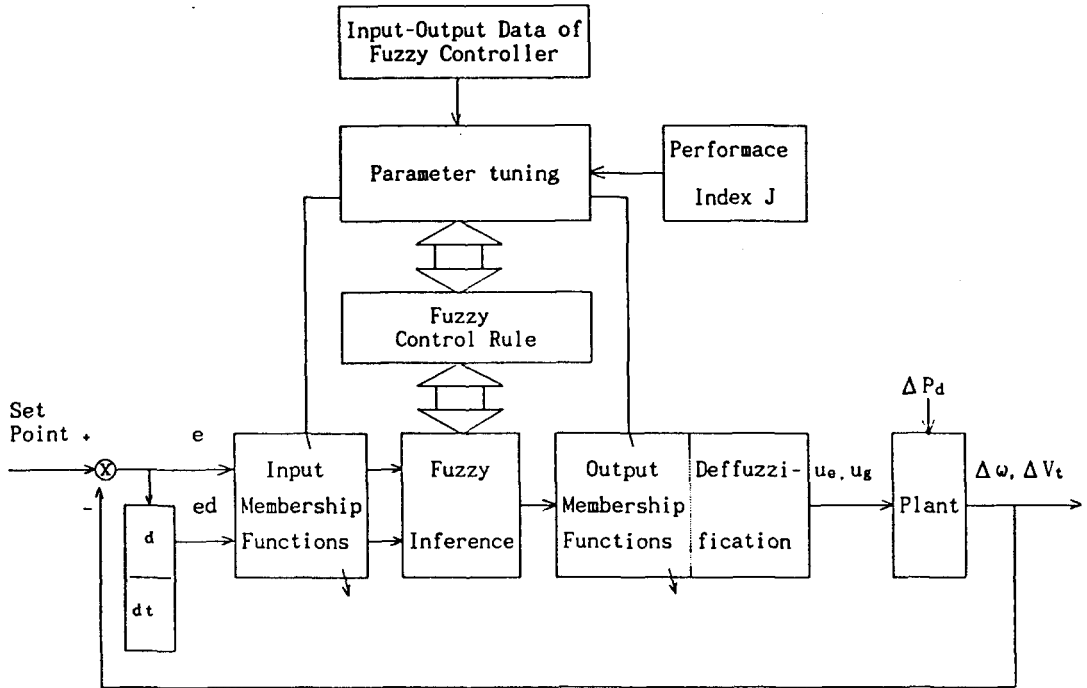 Input-Output Data of
Fuzzy Controller
Parameter tuning
Performace
Index J
Fuzzy
Control Rule
ΔPd
Set
Point
+
e
Input
Membership
Functions
Fuzzy
Inference
Output
Membership
Functions
Deffuzzi-
fication
ue, ug
Plant
Δω, ΔVt
-
ed
d
dt